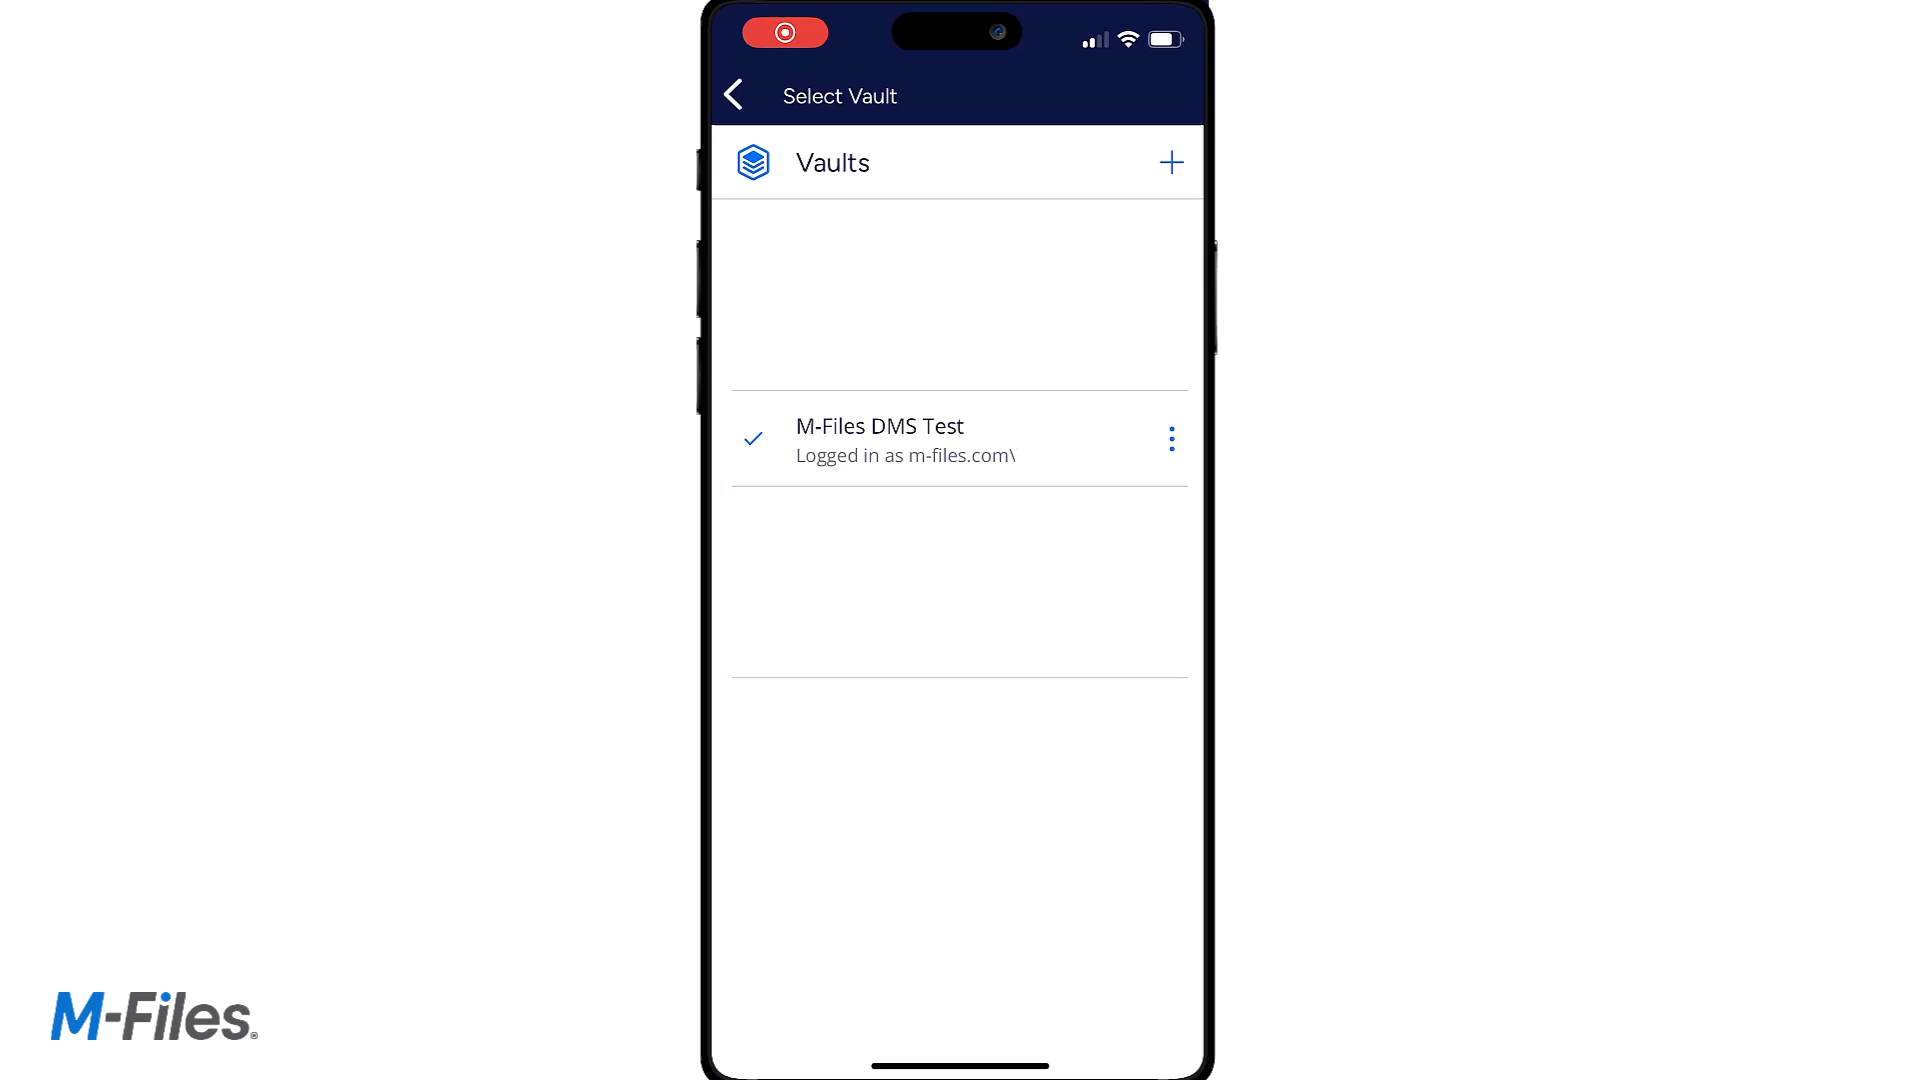 Select Vault
Vaults
M-Files DMS Test
Logged in as m-files.com\
M-Files®